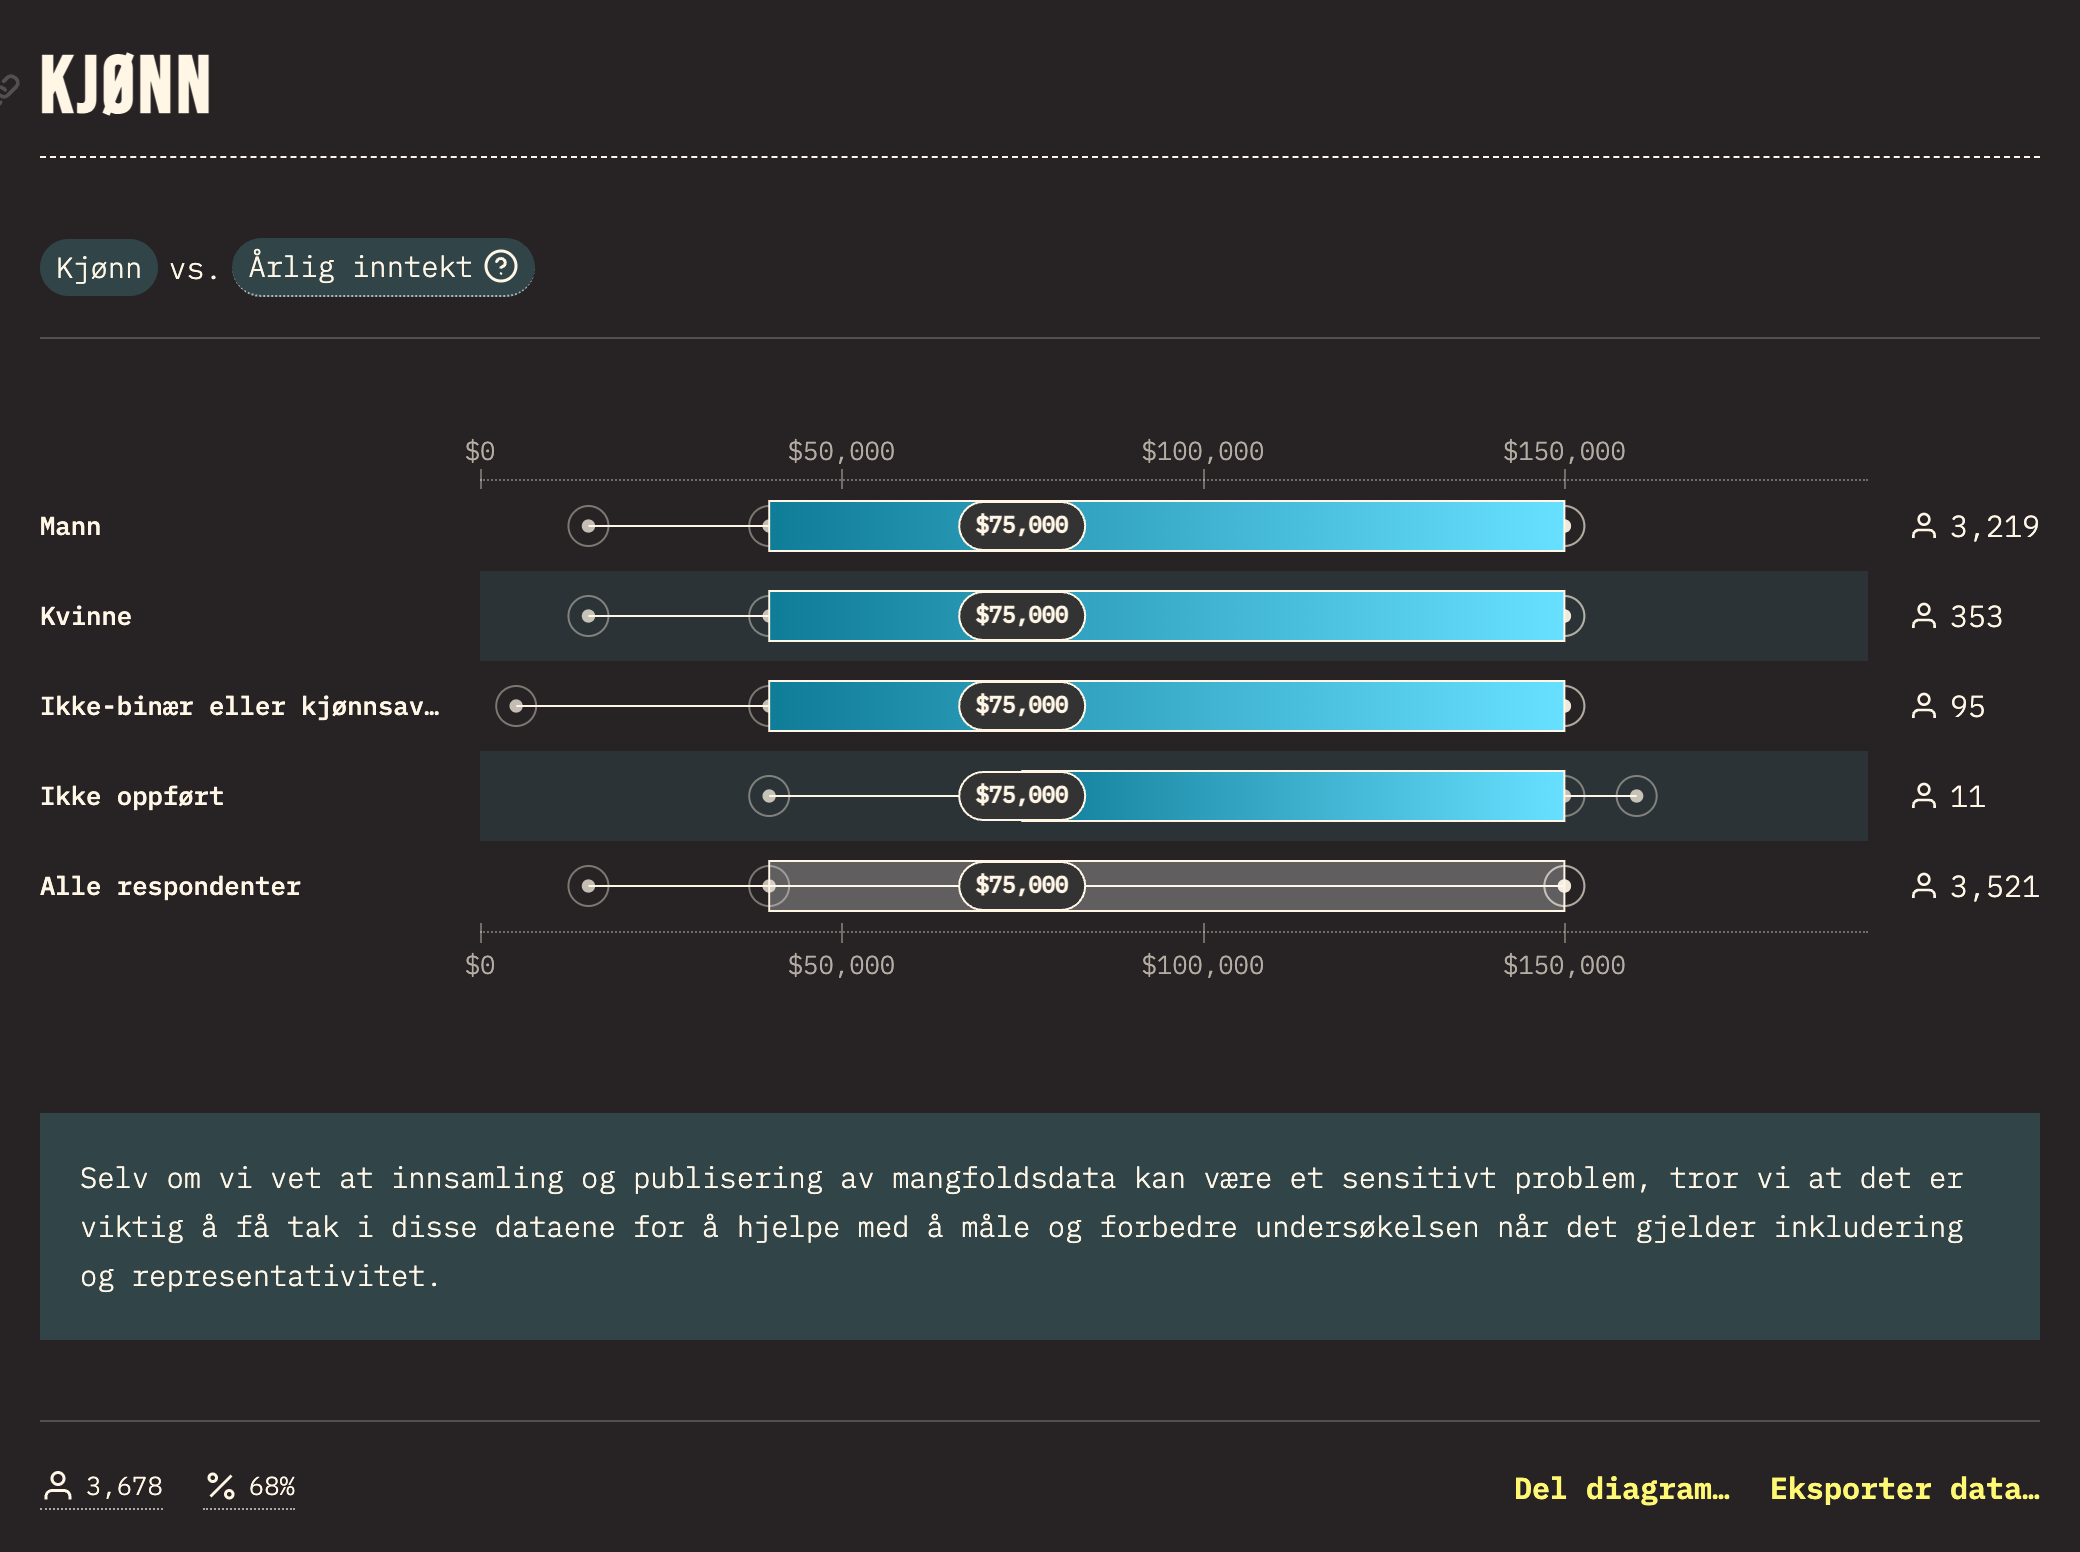 KJØNN
Kjønn vs. Årlig inntekt
$0 $50,000 $100,000 $150,000
Mann $75,000 3,219
Kvinne $75,000 353
Ikke-binær eller kjønnsav… $75,000 95
Ikke oppført $75,000 11
Alle respondenter $75,000 3,521
$0 $50,000 $100,000 $150,000
Selv om vi vet at innsamling og publisering av mangfoldsdata kan være et sensitivt problem, tror vi at det er
viktig å få tak i disse dataene for å hjelpe med å måle og forbedre undersøkelsen når det gjelder inkludering
og representativitet.
3,678 68% Del diagram… Eksporter data…